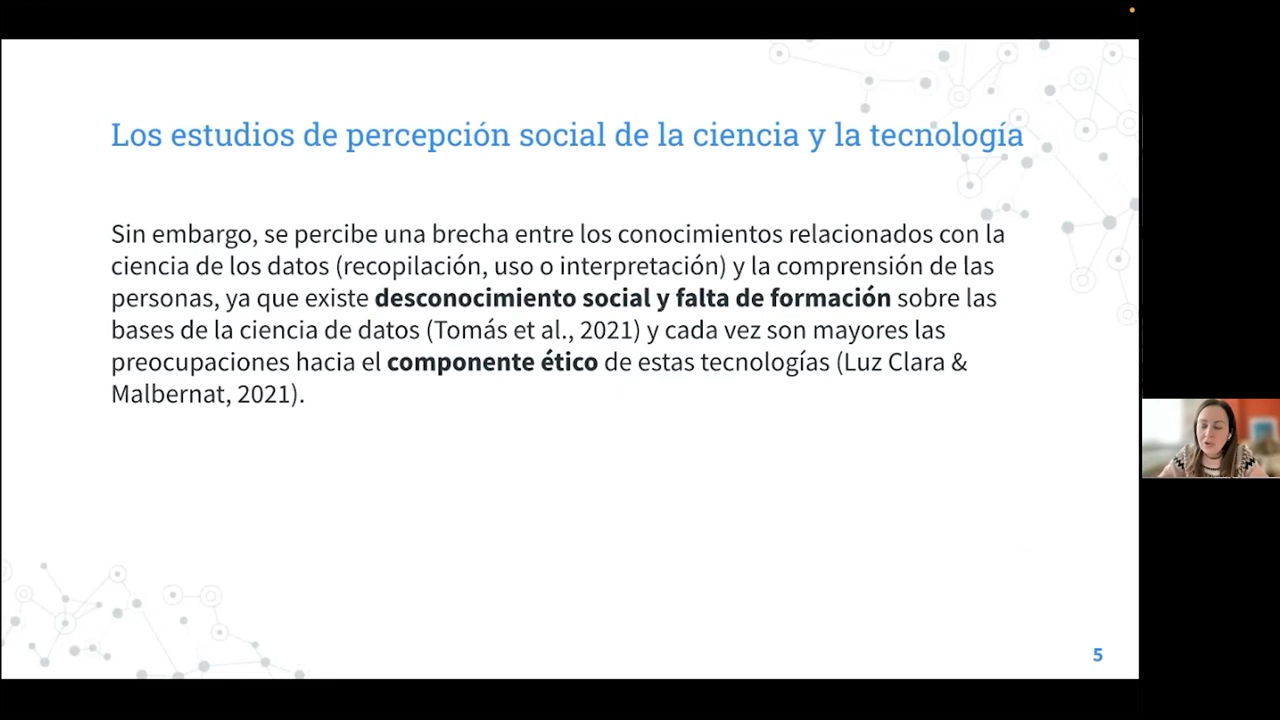 Los estudios de percepción social de la ciencia y la tecnología
Sin embargo, se percibe una brecha entre los conocimientos relacionados con la
ciencia de los datos (recopilación, uso o interpretación) y la comprensión de las
personas, ya que existe desconocimiento social y falta de formación sobre las
bases de la ciencia de datos (Tomás et al., 2021) y cada vez son mayores las
preocupaciones hacia el componente ético de estas tecnologías (Luz Clara &
Malbernat, 2021).
5